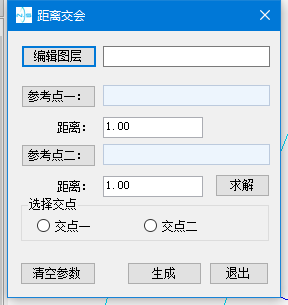 距离交会
编辑图层
参考点一:
距离: 1.00
参考点二:
距离: 1.00
求解
选择交点
交点一 交点二
清空参数 生成 退出